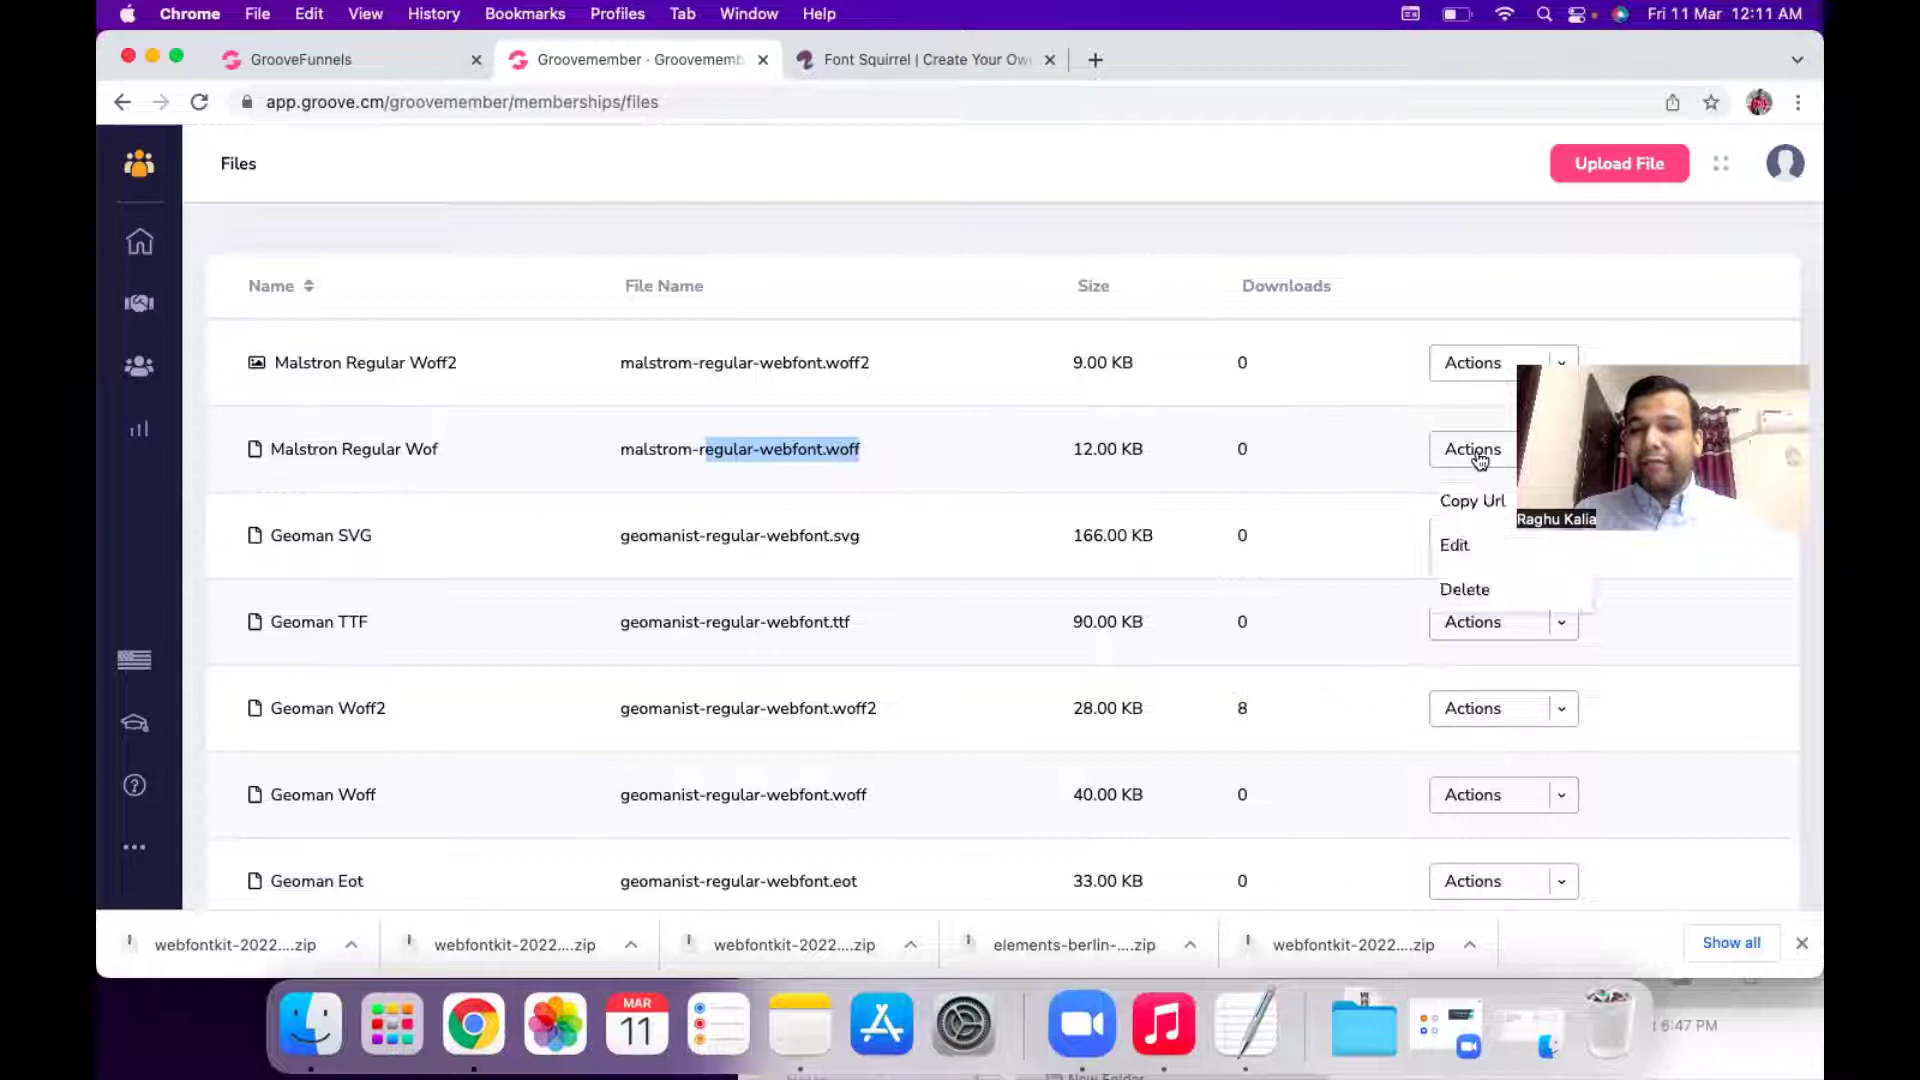 Chrome File Edit View History Bookmarks Profiles Tab Window Help Fri 11 Mar 12:11 AM
GrooveFunnels Groovemember - Groovememb Font Squirrel | Create Your Ow
app.groove.cm/groovemember/memberships/files
Files Upload File
Name File Name Size Downloads
Malstron Regular Woff2 malstrom-regular-webfont.woff2 9.00 KB 0 Actions
Malstron Regular Wof malstrom-regular-webfont.woff 12.00 KB 0 Actions
Copy Url
Raghu Kalia
Geoman SVG geomanist-regular-webfont.svg 166.00 KB 0
Edit
Delete
Geoman TTF geomanist-regular-webfont.ttf 90.00 KB 0 Actions
Geoman Woff2 geomanist-regular-webfont.woff2 28.00 KB 8 Actions
Geoman Woff geomanist-regular-webfont.woff 40.00 KB 0 Actions
Geoman Eot geomanist-regular-webfont.eot 33.00 KB 0 Actions
webfontkit-2022....zip webfontkit-2022....zip webfontkit-2022....zip elements-berlin-....zip webfontkit-2022....zip Show all
MAR
11
6:47 PM
New Folder